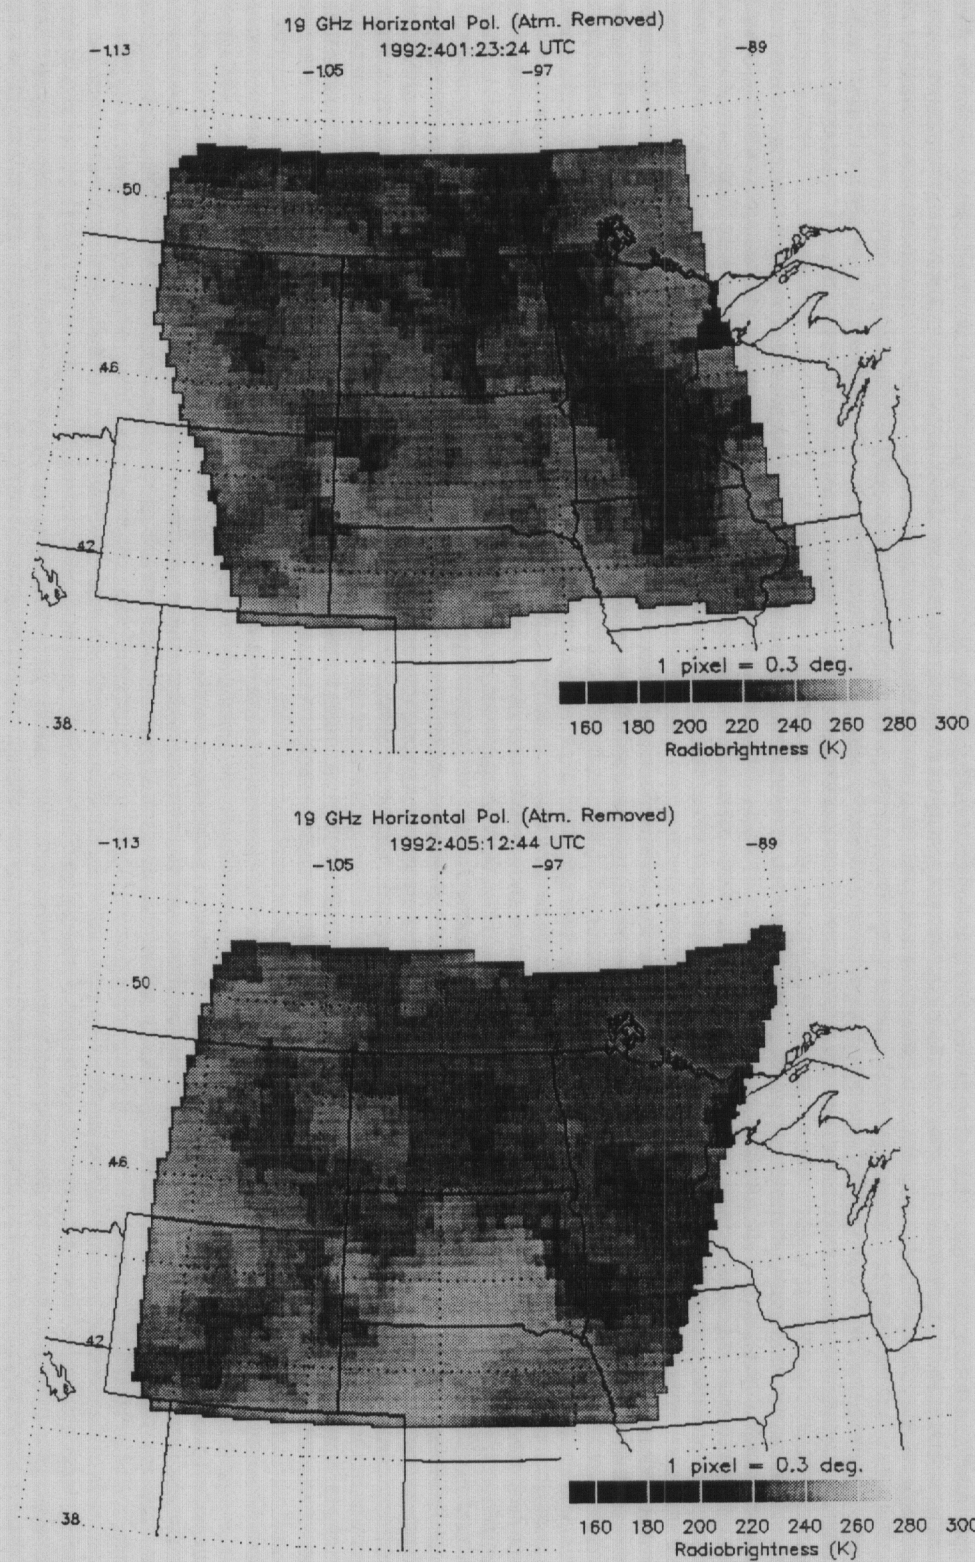 19 GHz Horizontal Pol. (Atm. Removed)
1992:401:23:24 UTC
-113
-105
-97
-89
50
46
42
38
1 pixel = 0.3 deg.
160 180 200 220 240 260 280 300
Radiobrightness (K)
19 GHz Horizontal Pol. (Atm. Removed)
1992:405:12:44 UTC
-113
-105
-97
-89
50
46
42
38
1 pixel = 0.3 deg.
160 180 200 220 240 260 280 300
Radiobrightness (K)